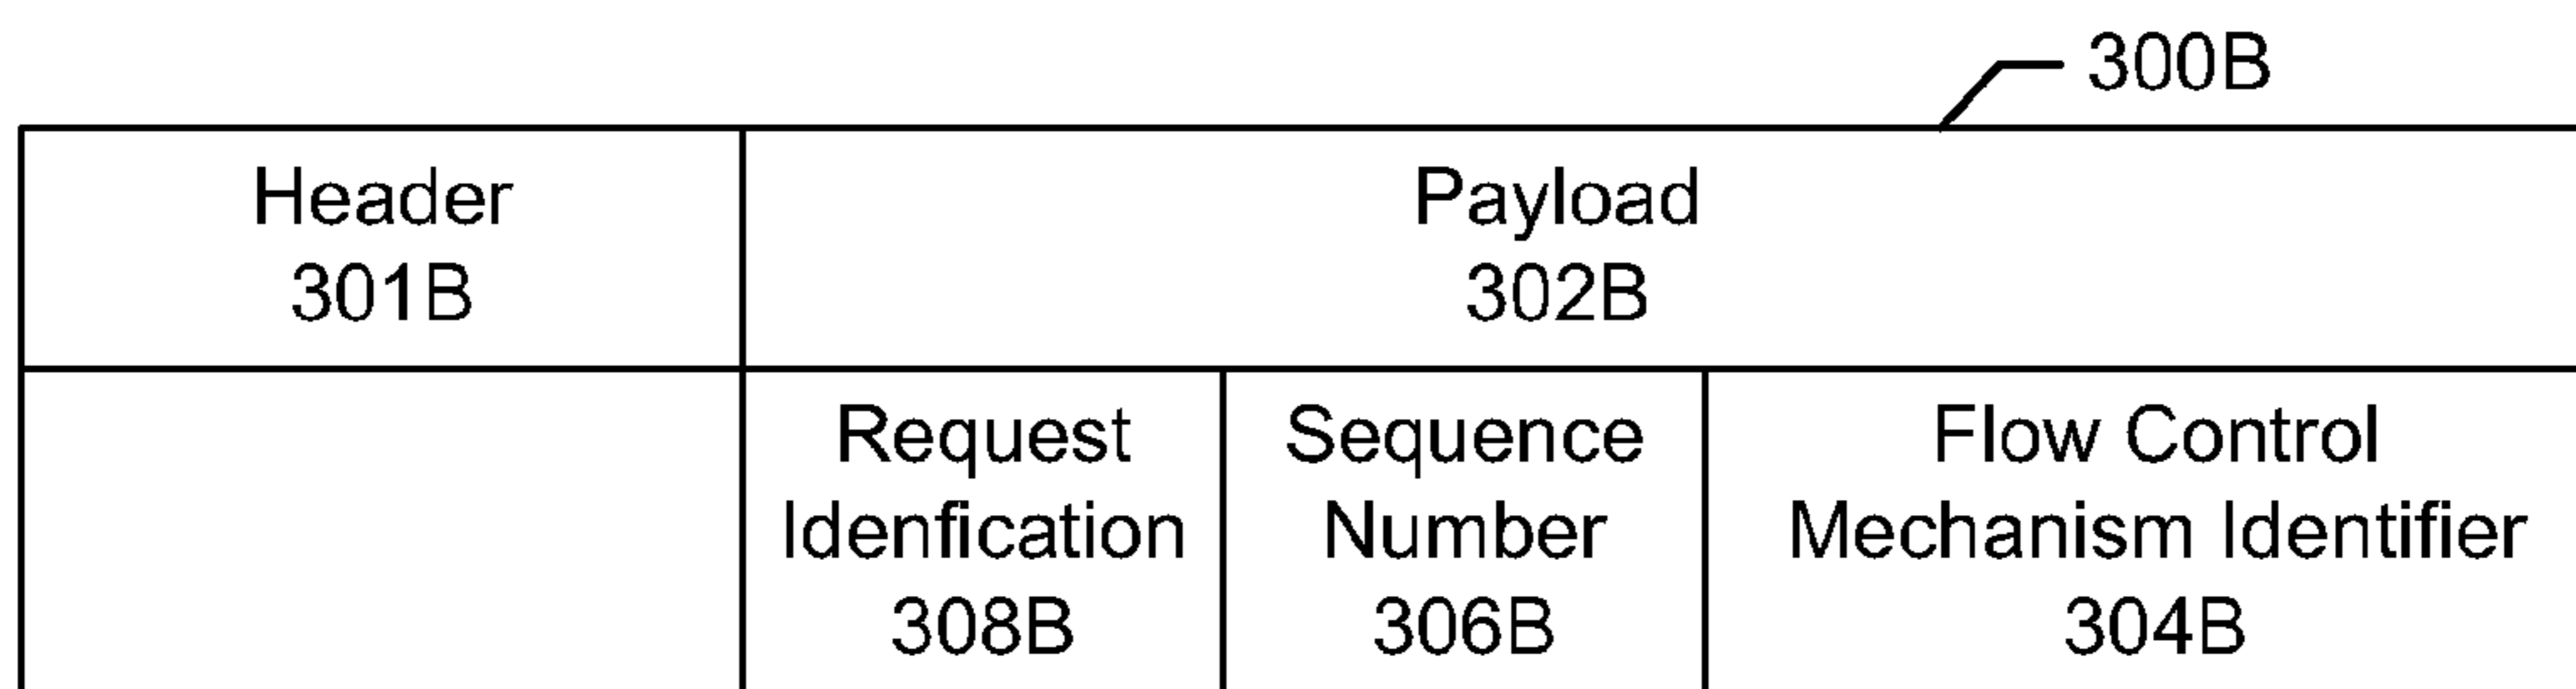 300B
Header
301B
Payload
302B
Request
Idenfication
308B
Sequence
Number
306B
Flow Control
Mechanism Identifier
304B